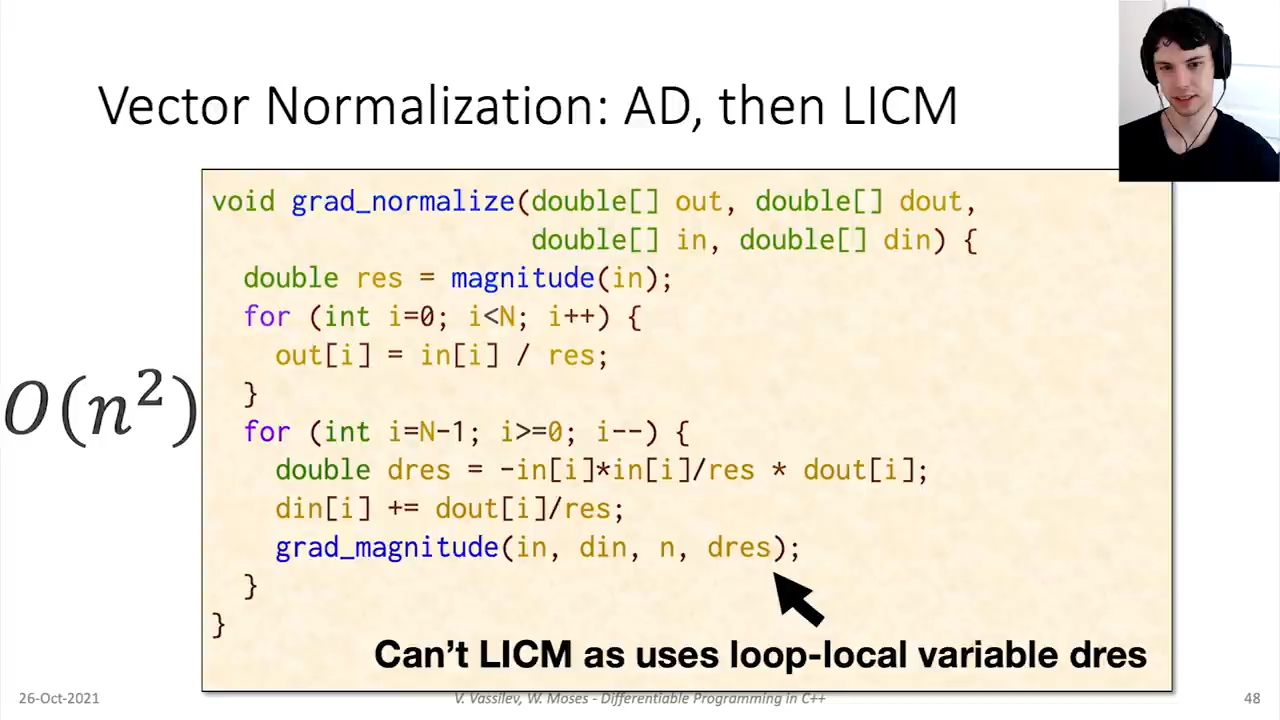 Vector Normalization: AD, then LICM
void grad_normalize(double[] out, double[] dout,
double[] in, double[] din) {
double res = magnitude(in);
for (int i=0; i<N; i++) {
out[i] = in[i] / res;
}
for (int i=N-1; i>=0; i--) {
double dres = -in[i]*in[i]/res * dout[i];
din[i] += dout[i]/res;
grad_magnitude(in, din, n, dres);
}
}
O(n²)
Can't LICM as uses loop-local variable dres
26-Oct-2021
V. Vassilev, W. Moses - Differentiable Programming in C++
48